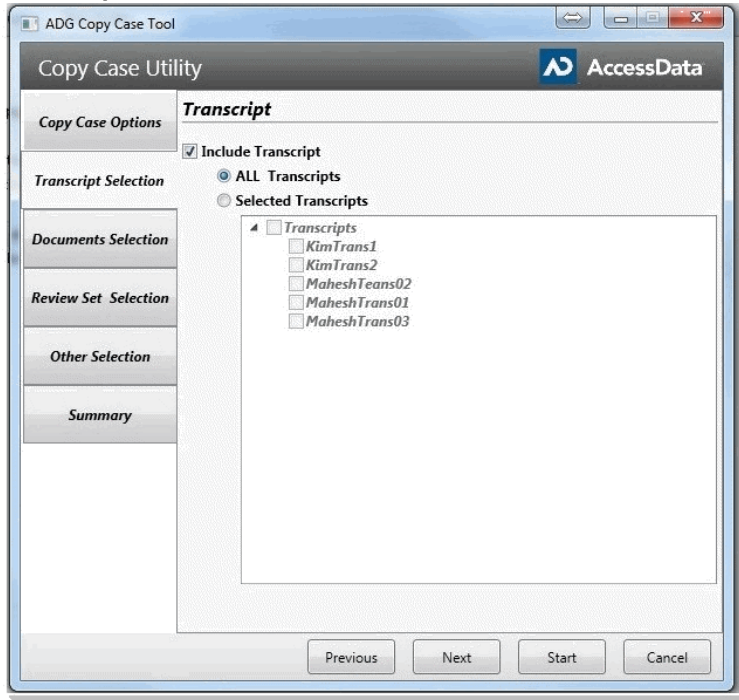 ADG Copy Case Tool
Copy Case Utility
AccessData
Copy Case Options
Transcript Selection
Documents Selection
Review Set Selection
Other Selection
Summary
Transcript
Include Transcript
ALL Transcripts
Selected Transcripts
Transcripts
KimTrans1
KimTrans2
MaheshTeans02
MaheshTrans01
MaheshTrans03
Previous Next Start Cancel